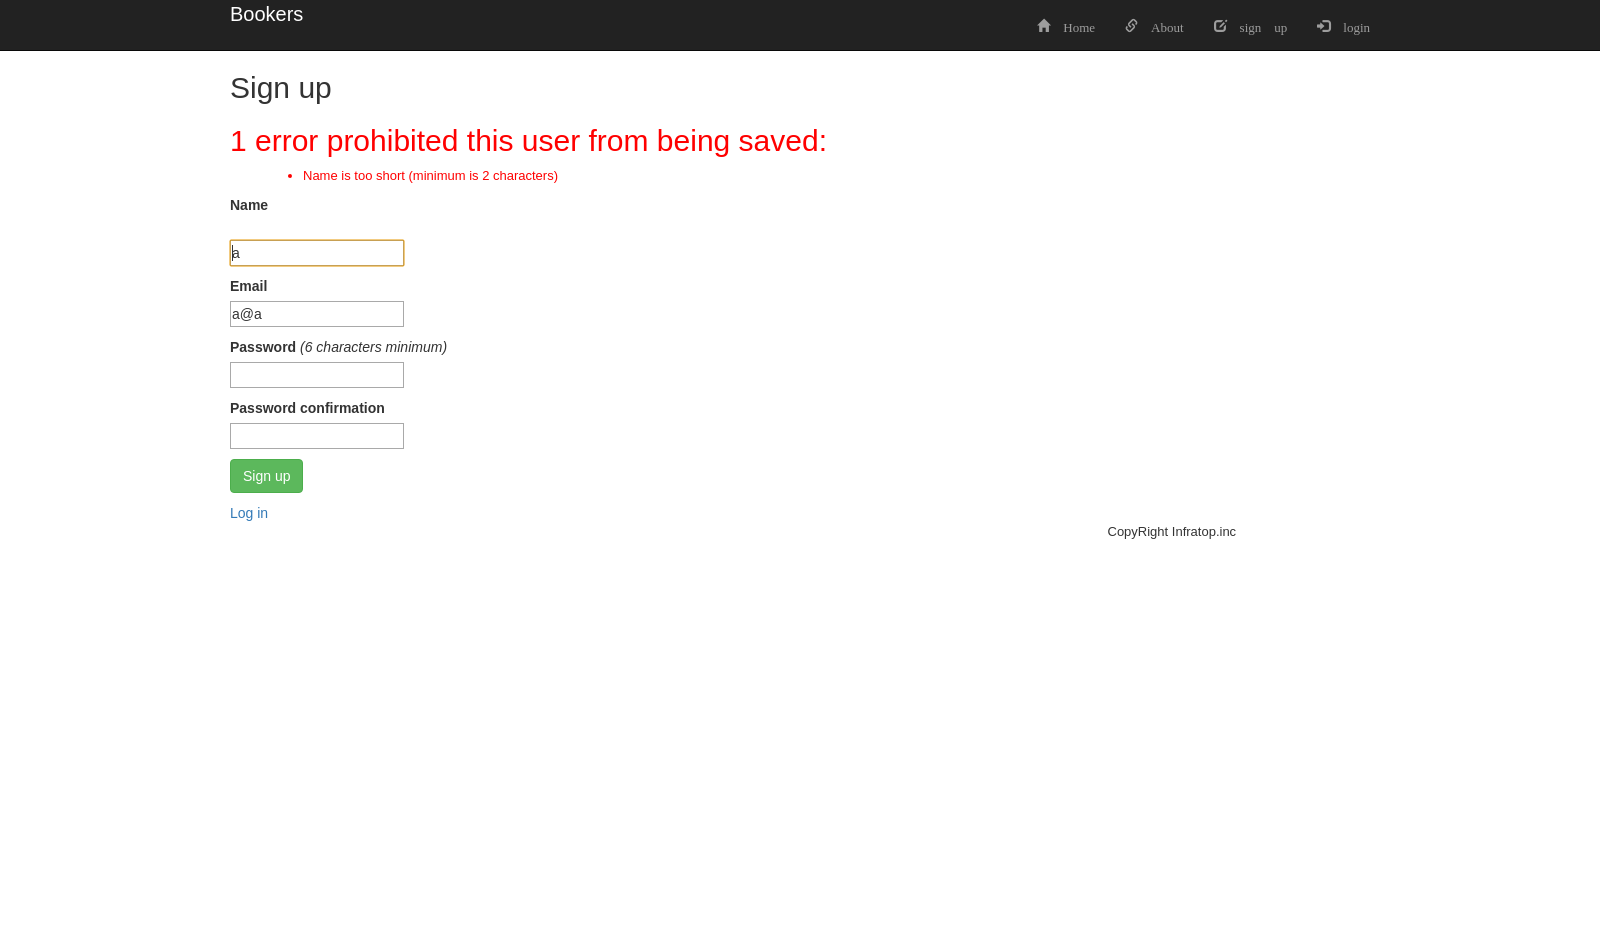 Bookers
Home About sign up login
Sign up
1 error prohibited this user from being saved:
• Name is too short (minimum is 2 characters)
Name
a
Email
a@a
Password (6 characters minimum)
Password confirmation
Sign up
Log in
CopyRight Infratop.inc